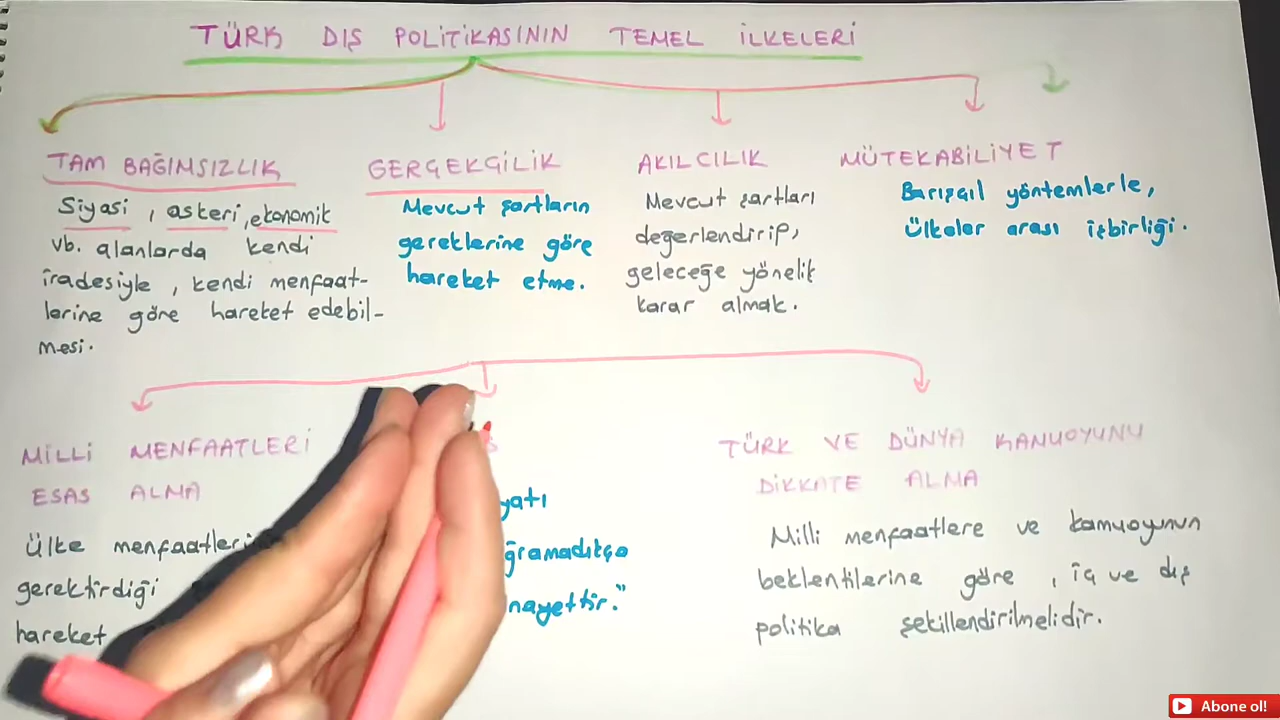 TÜRK DIŞ POLİTİKASININ TEMEL İLKELERİ
TAM BAĞIMSIZLIK
Siyasi, askeri, ekonomik
vb. alanlarda kendi
iradesiyle, kendi menfaat-
lerine göre hareket edebil-
mesi.
GERÇEKÇİLİK
Mevcut şartların
gereklerine göre
hareket etme.
AKILCILIK
Mevcut şartları
değerlendirip,
geleceğe yönelik
karar almak.
MÜTEKABİLİYET
Barışçıl yöntemlerle,
ülkeler arası işbirliği.
MİLLİ MENFAATLERİ
ESAS ALMA
Ülke menfaatleri
gerektirdiği
hareket
yatı
ğramadıkça
nayettir."
TÜRK VE DÜNYA KAMUOYUNU
DİKKATE ALMA
Milli menfaatlere ve kamuoyunun
beklentilerine göre, iç ve dış
politika şekillendirilmelidir.
Abone ol!